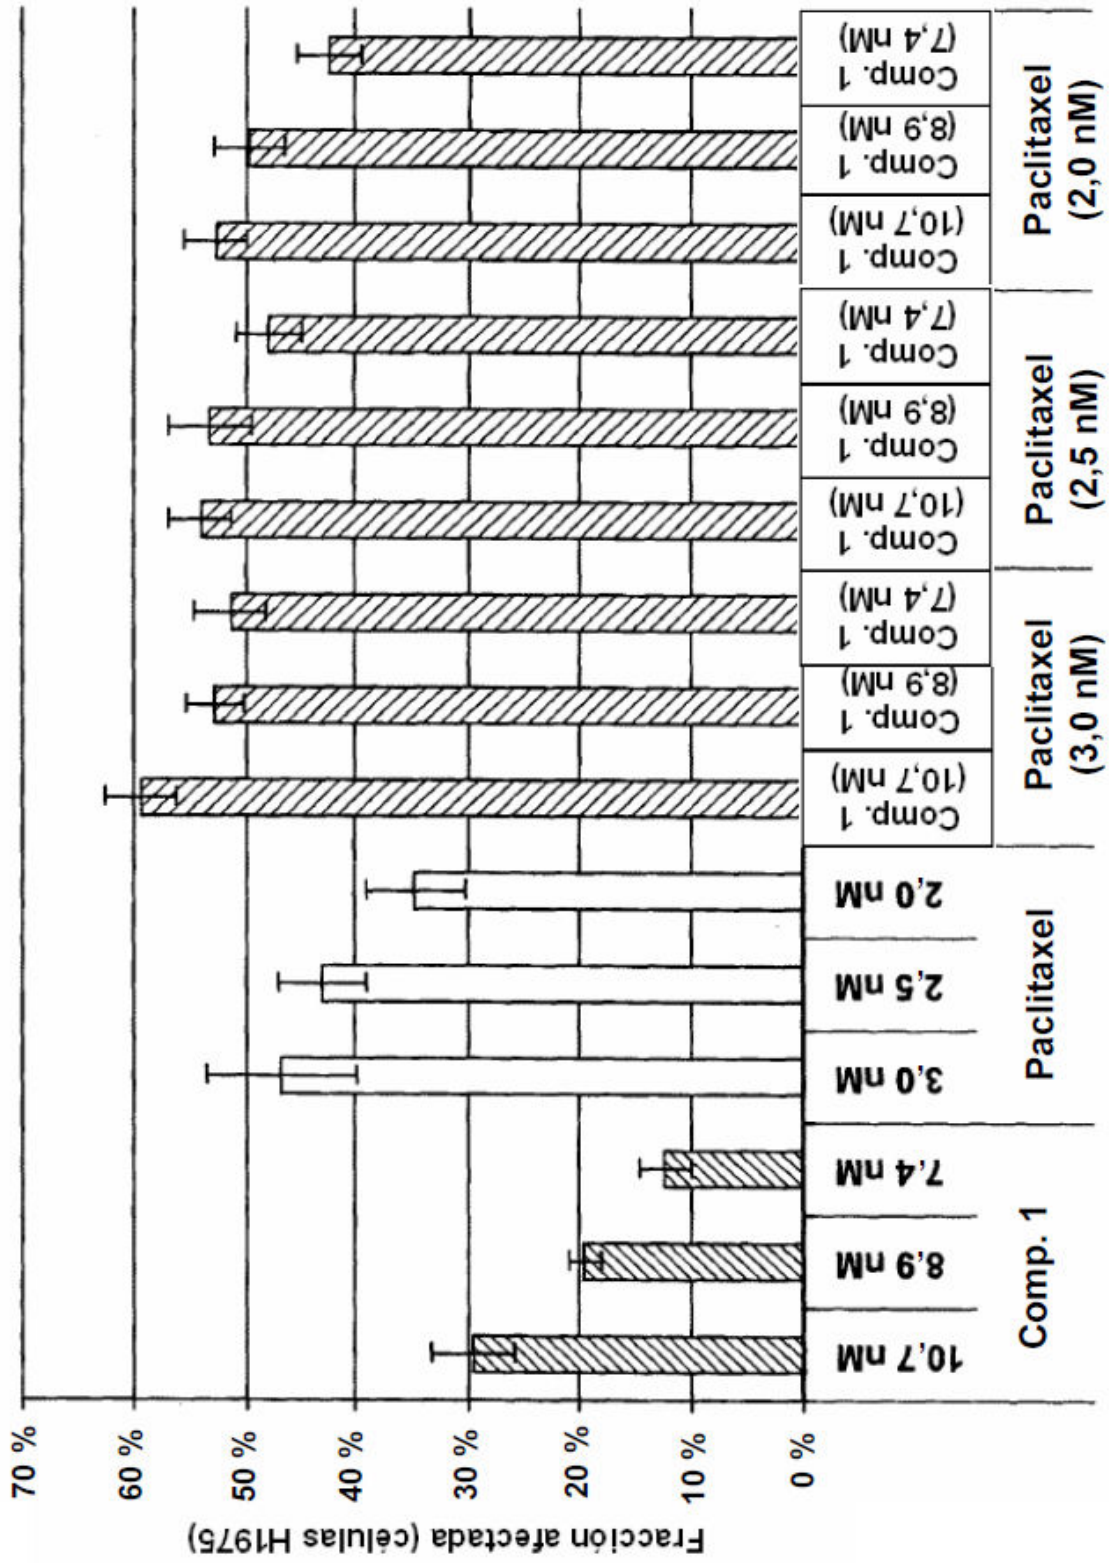 Fracción afectada (células H1975)
70 %
60 %
50 %
40 %
30 %
20 %
10 %
0 %
10,7 nM
8,9 nM
7,4 nM
3,0 nM
2,5 nM
2,0 nM
Comp. 1
(10,7 nM)
Comp. 1
(8,9 nM)
Comp. 1
(7,4 nM)
Comp. 1
(10,7 nM)
Comp. 1
(8,9 nM)
Comp. 1
(7,4 nM)
Comp. 1
(10,7 nM)
Comp. 1
(8,9 nM)
Comp. 1
(7,4 nM)
Comp. 1
Paclitaxel
Paclitaxel
(3,0 nM)
Paclitaxel
(2,5 nM)
Paclitaxel
(2,0 nM)